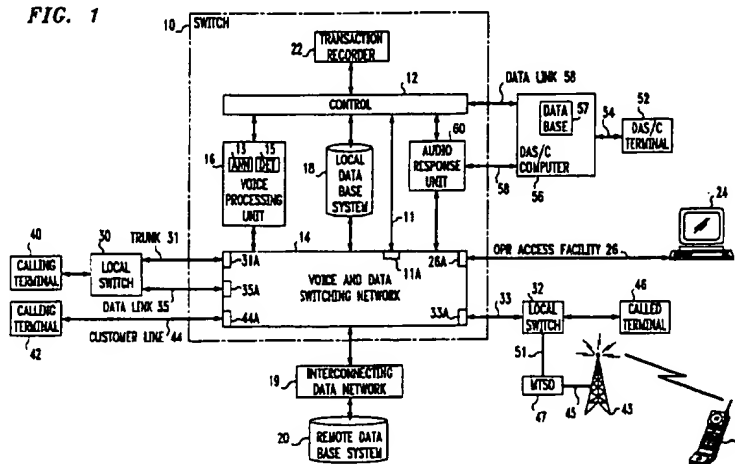 FIG. 1
10
SWITCH
22
TRANSACTION
RECORDER
12
CONTROL
DATA LINK 58
DATA
BASE
57
DAS/C
COMPUTER
56
54
52
DAS/C
TERMINAL
13
15
ANN
DET
16
VOICE
PROCESSING
UNIT
18
LOCAL
DATA
BASE
SYSTEM
11
60
AUDIO
RESPONSE
UNIT
58
24
14
31A
11A
26A
OPR ACCESS FACILITY 26
VOICE AND DATA
SWITCHING NETWORK
40
CALLING
TERMINAL
30
LOCAL
SWITCH
TRUNK 31
DATA LINK 35
35A
42
CALLING
TERMINAL
CUSTOMER LINE 44
44A
33A
33
32
LOCAL
SWITCH
46
CALLED
TERMINAL
51
19
INTERCONNECTING
DATA NETWORK
47
MTSO
45
43
20
REMOTE DATA
BASE SYSTEM